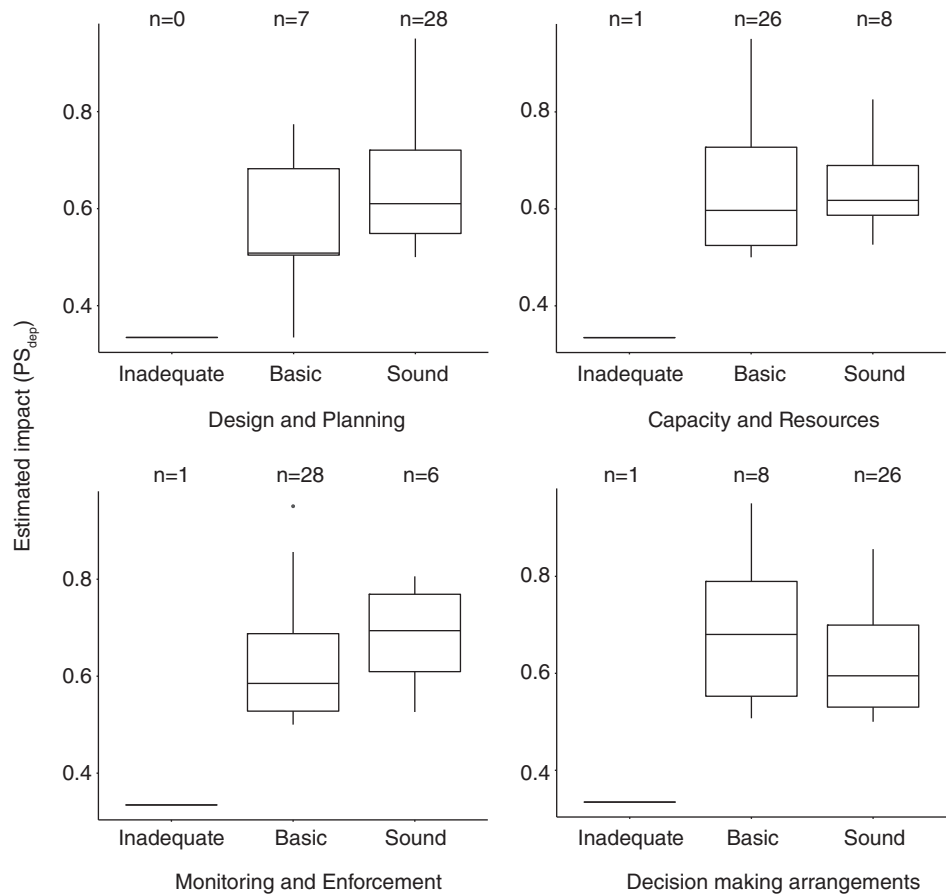 n=0 n=7 n=28
n=1 n=26 n=8
0.8
0.6
0.4
0.8
0.6
0.4
Inadequate Basic Sound
Design and Planning
Inadequate Basic Sound
Capacity and Resources
Estimated impact (PSdep)
n=1 n=28 n=6
n=1 n=8 n=26
0.8
0.6
0.4
0.8
0.6
0.4
Inadequate Basic Sound
Monitoring and Enforcement
Inadequate Basic Sound
Decision making arrangements